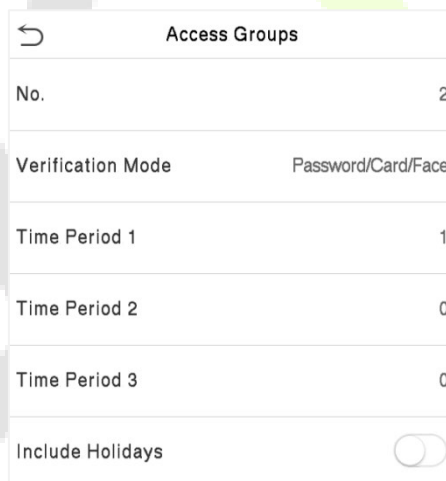 Access Groups
No. 2
Verification Mode Password/Card/Face
Time Period 1 1
Time Period 2 0
Time Period 3 0
Include Holidays